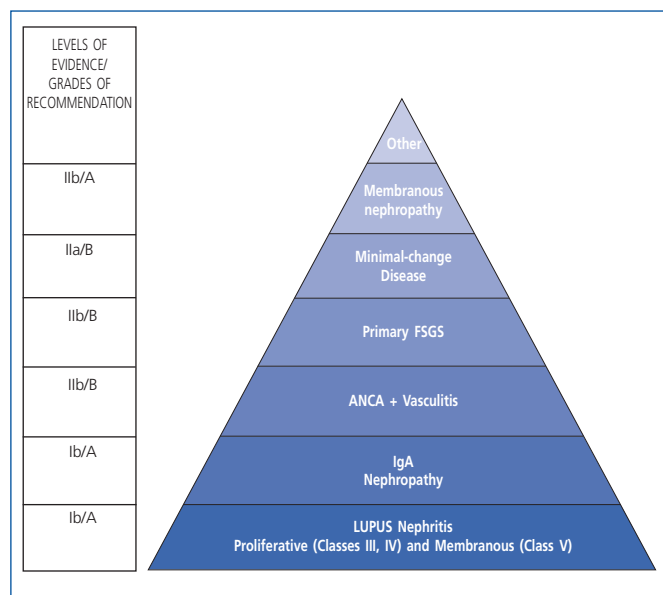 LEVELS OF
EVIDENCE/
GRADES OF
RECOMMENDATION
Other
IIb/A
Membranous
nephropathy
IIa/B
Minimal-change
Disease
IIb/B
Primary FSGS
IIb/B
ANCA + Vasculitis
Ib/A
IgA
Nephropathy
Ib/A
LUPUS Nephritis
Proliferative (Classes III, IV) and Membranous (Class V)